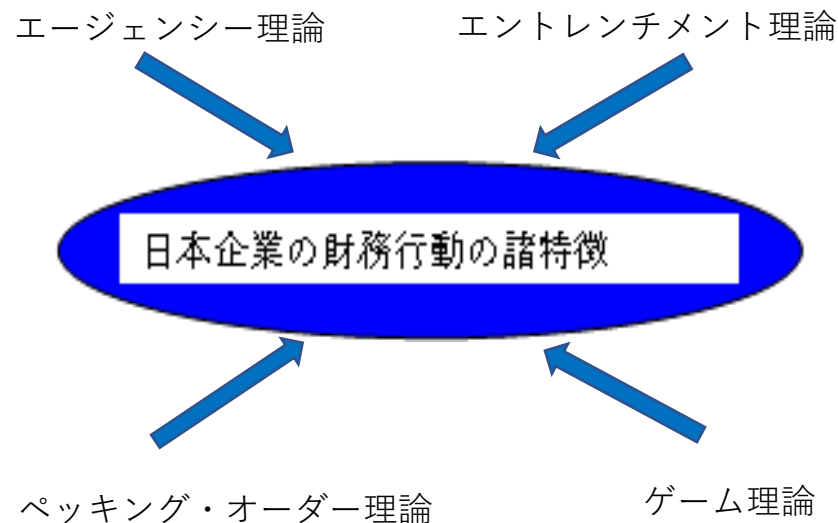 エージェンシー理論
エントレンチメント理論
日本企業の財務行動の諸特徴
ペッキング・オーダー理論
ゲーム理論